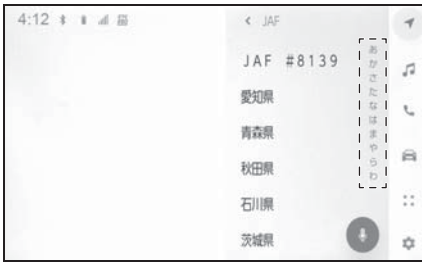 4:12
JAF
JAF #8139
愛知県
青森県
秋田県
石川県
茨城県
あ
か
さ
た
な
は
ま
や
ら
わ